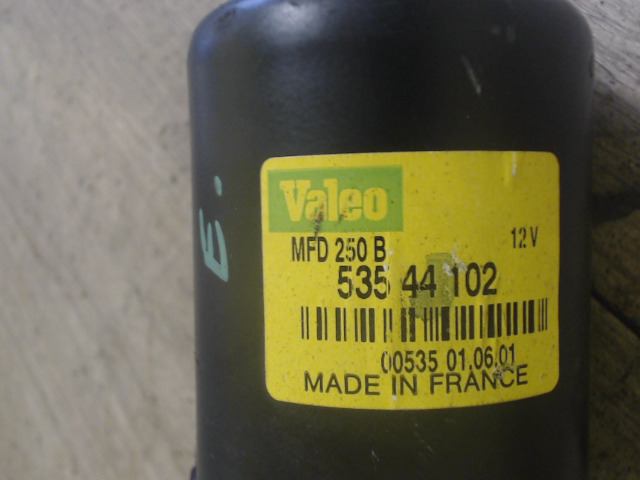 Valeo
MFD 250 B 12 V
535 44 102
00535 01.06.01
MADE IN FRANCE
E.